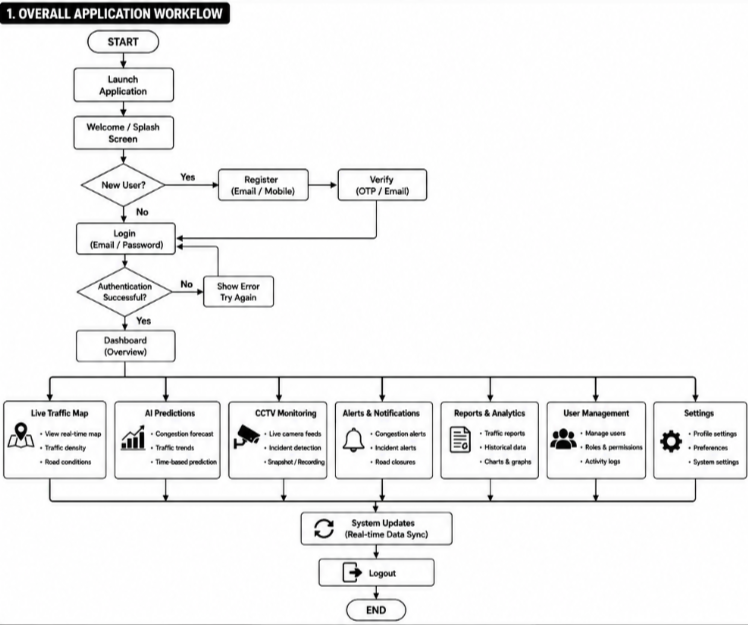 1. OVERALL APPLICATION WORKFLOW
START
Launch
Application
Welcome / Splash
Screen
New User?
Yes
Register
(Email / Mobile)
Verify
(OTP / Email)
No
Login
(Email / Password)
Authentication
Successful?
No
Show Error
Try Again
Yes
Dashboard
(Overview)
Live Traffic Map
• View real-time map
• Traffic density
• Road conditions
AI Predictions
• Congestion forecast
• Traffic trends
• Time-based prediction
CCTV Monitoring
• Live camera feeds
• Incident detection
• Snapshot / Recording
Alerts & Notifications
• Congestion alerts
• Incident alerts
• Road closures
Reports & Analytics
• Traffic reports
• Historical data
• Charts & graphs
User Management
• Manage users
• Roles & permissions
• Activity logs
Settings
• Profile settings
• Preferences
• System settings
System Updates
(Real-time Data Sync)
Logout
END